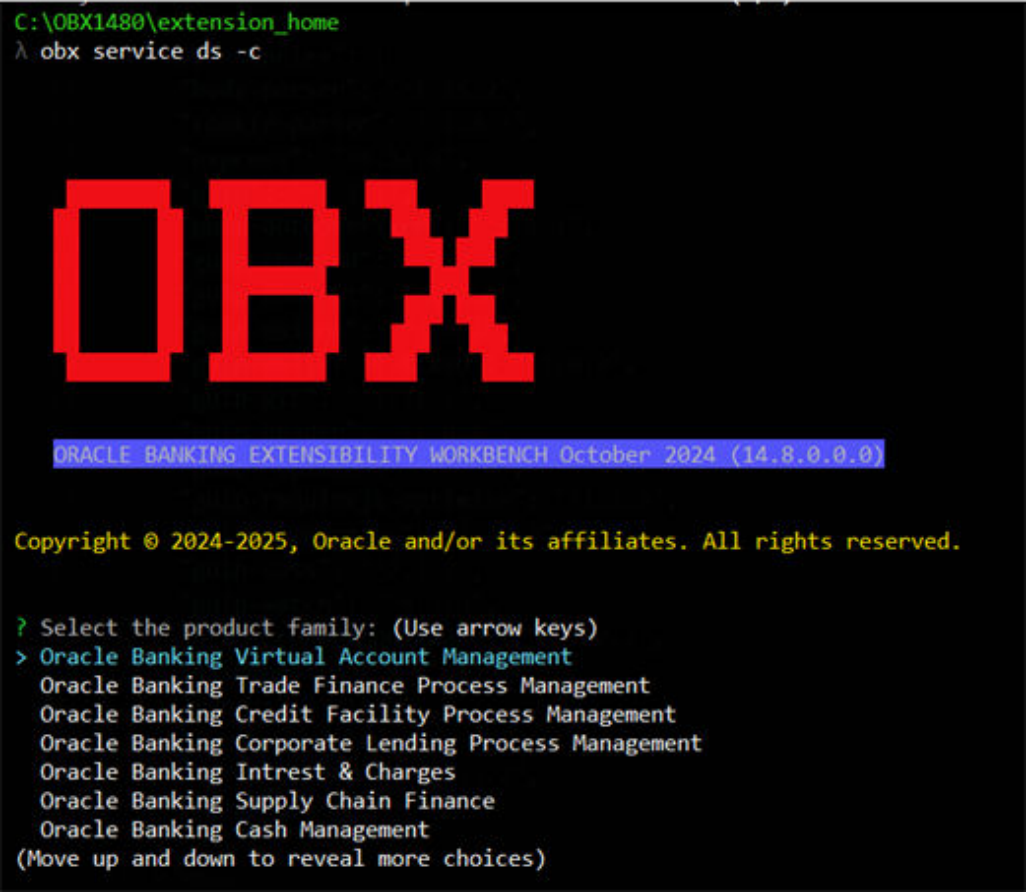 C:\OBX1480\extension_home
λ obx service ds -c
OBX
ORACLE BANKING EXTENSIBILITY WORKBENCH October 2024 (14.8.0.0.0)
Copyright © 2024-2025, Oracle and/or its affiliates. All rights reserved.
? Select the product family: (Use arrow keys)
> Oracle Banking Virtual Account Management
Oracle Banking Trade Finance Process Management
Oracle Banking Credit Facility Process Management
Oracle Banking Corporate Lending Process Management
Oracle Banking Intrest & Charges
Oracle Banking Supply Chain Finance
Oracle Banking Cash Management
(Move up and down to reveal more choices)